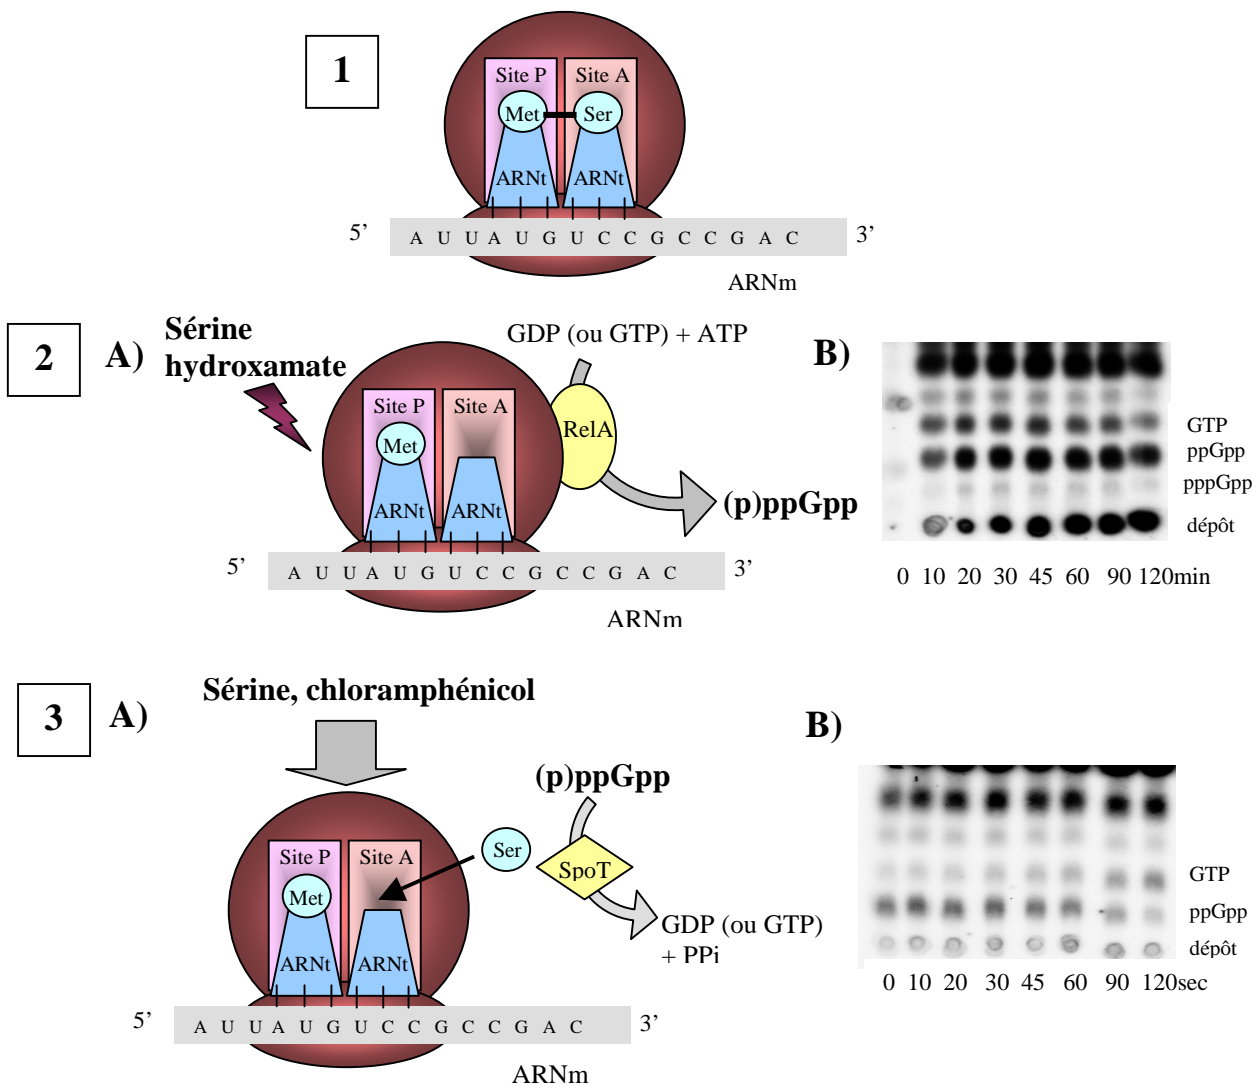 1
Site P Site A
Met Ser
ARNt ARNt
5’ A U U A U G U C C G C C G A C 3’
ARNm
2
A)
Sérine
hydroxamate
GDP (ou GTP) + ATP
Site P Site A
Met
RelA
ARNt ARNt
(p)ppGpp
5’ A U U A U G U C C G C C G A C 3’
ARNm
B)
GTP
ppGpp
pppGpp
dépôt
0 10 20 30 45 60 90 120min
3
A)
Sérine, chloramphénicol
(p)ppGpp
Site P Site A
Ser
SpoT
Met
GDP (ou GTP)
+ PPi
ARNt ARNt
5’ A U U A U G U C C G C C G A C 3’
ARNm
B)
GTP
ppGpp
dépôt
0 10 20 30 45 60 90 120sec